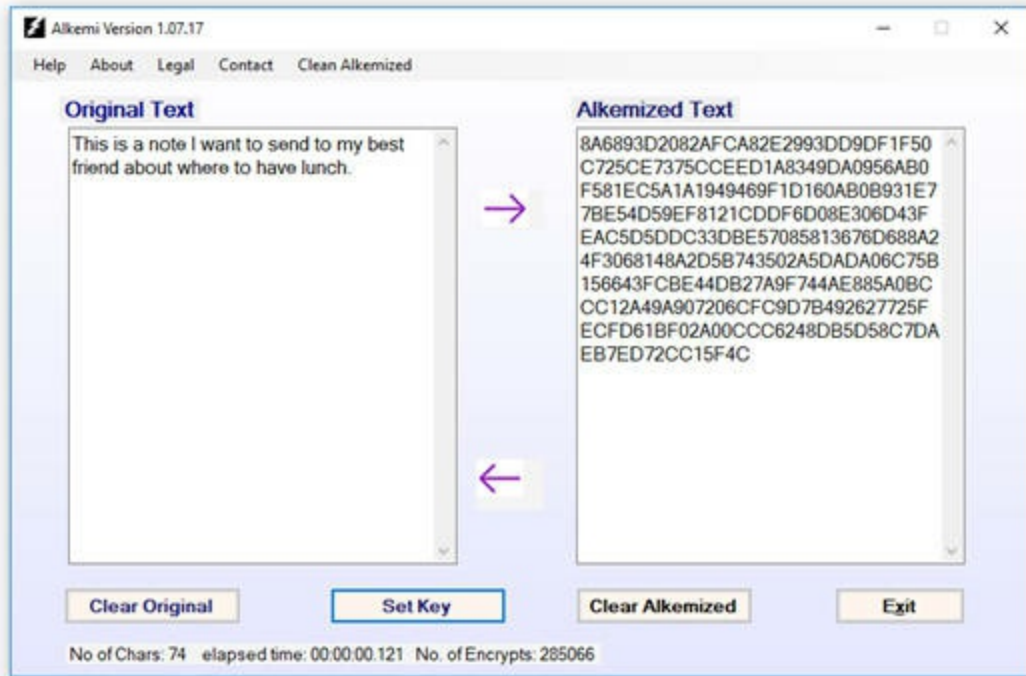 Alkemi Version 1.07.17
Help About Legal Contact Clean Alkemized
Original Text
This is a note I want to send to my best
friend about where to have lunch.
Alkemized Text
8A6893D2082AFCA82E2993DD9DF1F50
C725CE7375CCEED1A8349DA0956AB0
F581EC5A1A1949469F1D160AB0B931E7
7BE54D59EF8121CDDF6D08E306D43F
EAC5D5DDC33DBE57085813676D688A2
4F3068148A2D5B743502A5DADA06C75B
156643FCBE44DB27A9F744AE885A0BC
CC12A49A907206CFC9D7B492627725F
ECFD61BF02A00CCC6248DB5D58C7DA
EB7ED72CC15F4C
Clear Original
Set Key
Clear Alkemized
Exit
No of Chars: 74 elapsed time: 00:00:00.121 No. of Encrypts: 285066